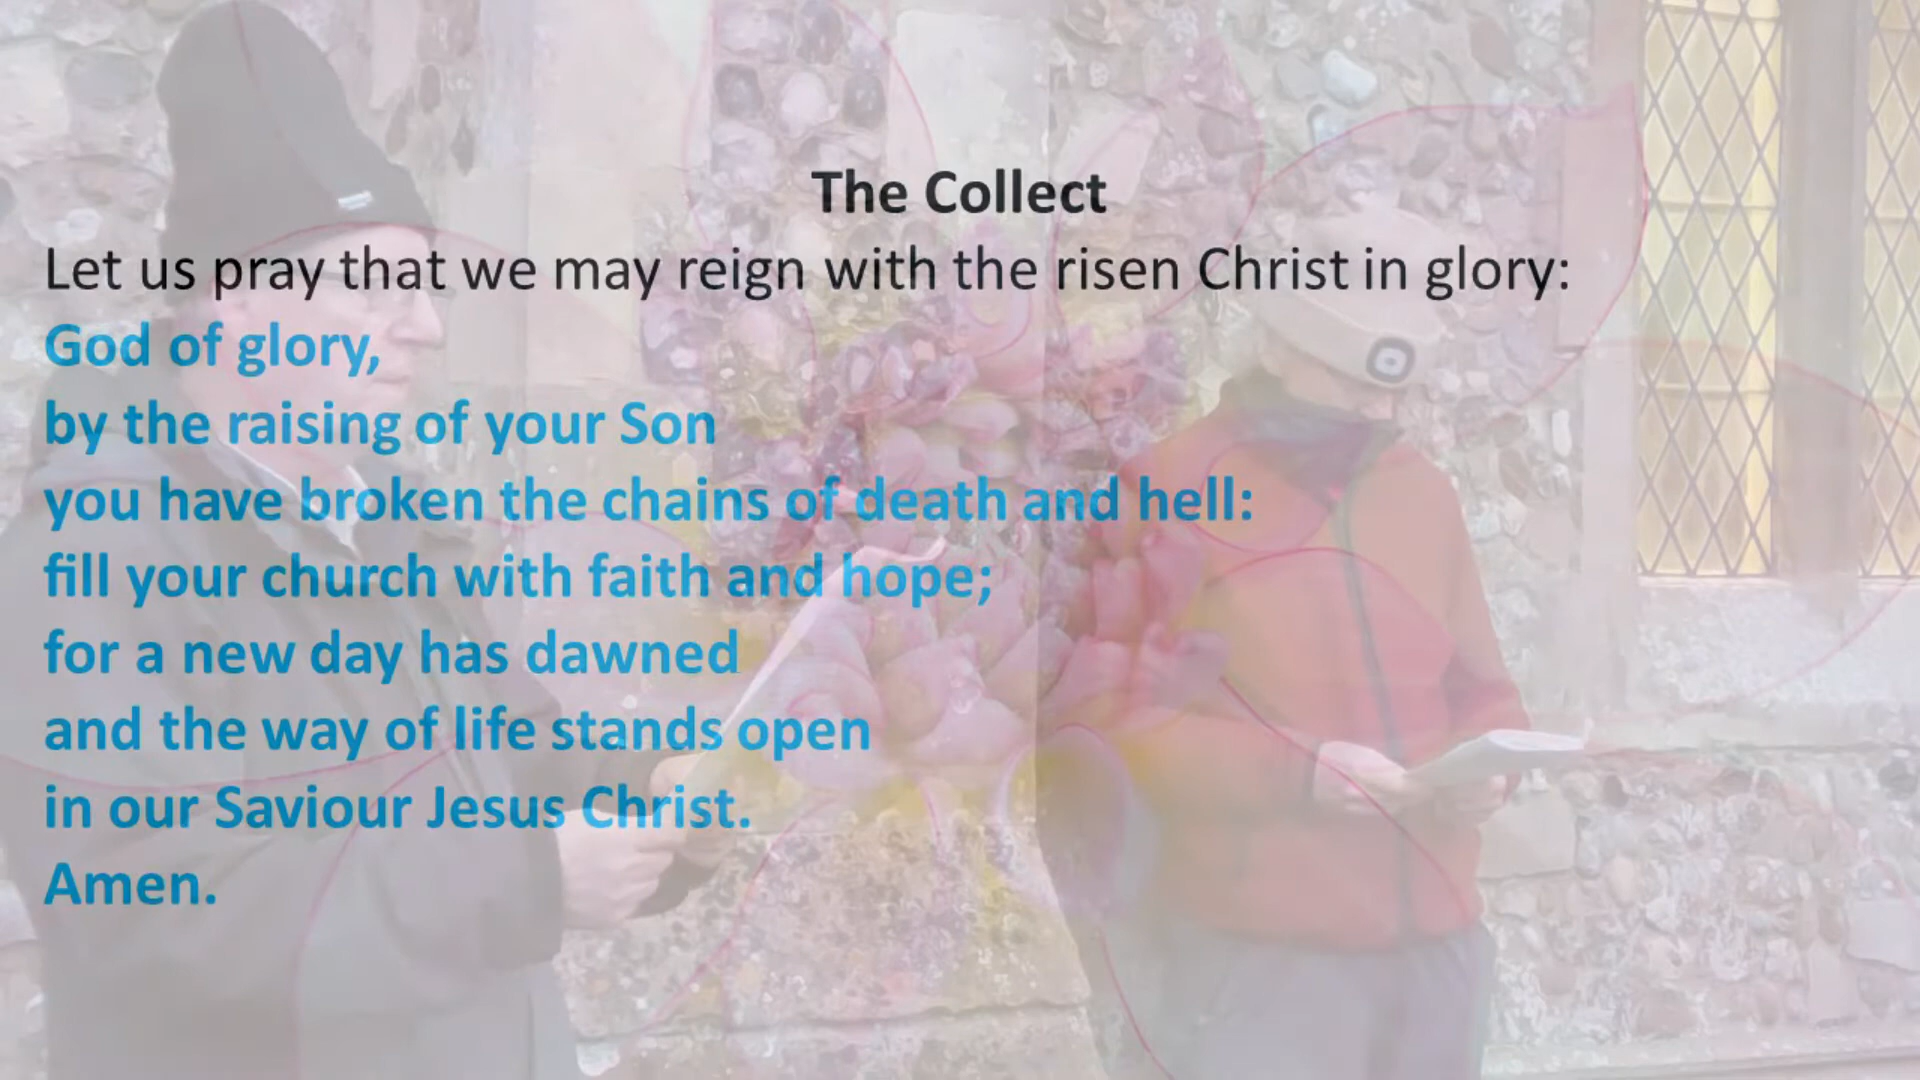 The Collect
Let us pray that we may reign with the risen Christ in glory:
God of glory,
by the raising of your Son
you have broken the chains of death and hell:
fill your church with faith and hope;
for a new day has dawned
and the way of life stands open
in our Saviour Jesus Christ.
Amen.